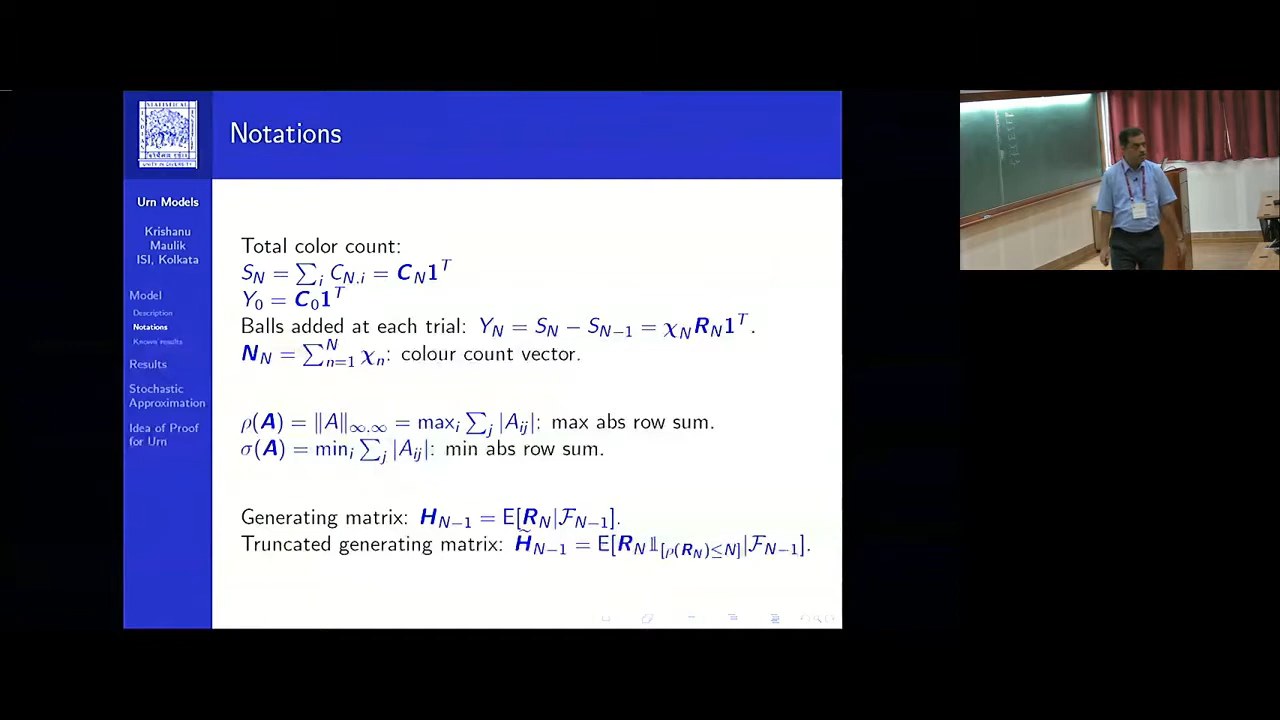 Notations
Urn Models
Krishanu
Maulik
ISI, Kolkata
Model
Description
Notations
Known results
Results
Stochastic
Approximation
Idea of Proof
for Urn
Total color count:
S_N = ∑_i C_{N,i} = C_N 1^T
Y_0 = C_0 1^T
Balls added at each trial: Y_N = S_N − S_{N−1} = χ_N R_N 1^T.
N_N = ∑_{n=1}^N χ_n: colour count vector.
ρ(A) = ‖A‖_{∞,∞} = max_i ∑_j |A_{ij}|: max abs row sum.
σ(A) = min_i ∑_j |A_{ij}|: min abs row sum.
Generating matrix: H_{N−1} = E[R_N|ℱ_{N−1}].
Truncated generating matrix: H̃_{N−1} = E[R_N 𝟙_{[ρ(R_N)≤N]}|ℱ_{N−1}].